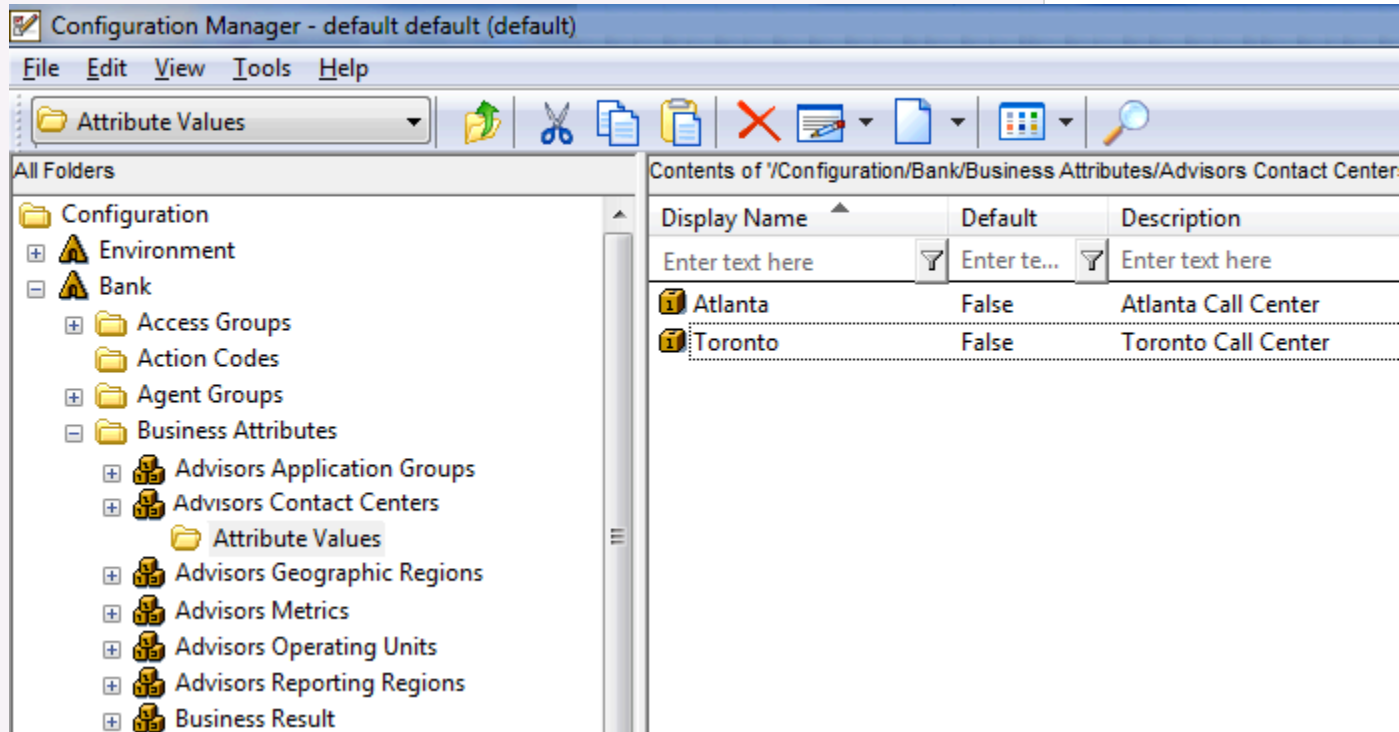 Configuration Manager - default default (default)
File Edit View Tools Help
Attribute Values
All Folders
Configuration
Environment
Bank
Access Groups
Action Codes
Agent Groups
Business Attributes
Advisors Application Groups
Advisors Contact Centers
Attribute Values
Advisors Geographic Regions
Advisors Metrics
Advisors Operating Units
Advisors Reporting Regions
Business Result
Contents of '/Configuration/Bank/Business Attributes/Advisors Contact Centers
Display Name Default Description
Enter text here Enter te... Enter text here
Atlanta False Atlanta Call Center
Toronto False Toronto Call Center